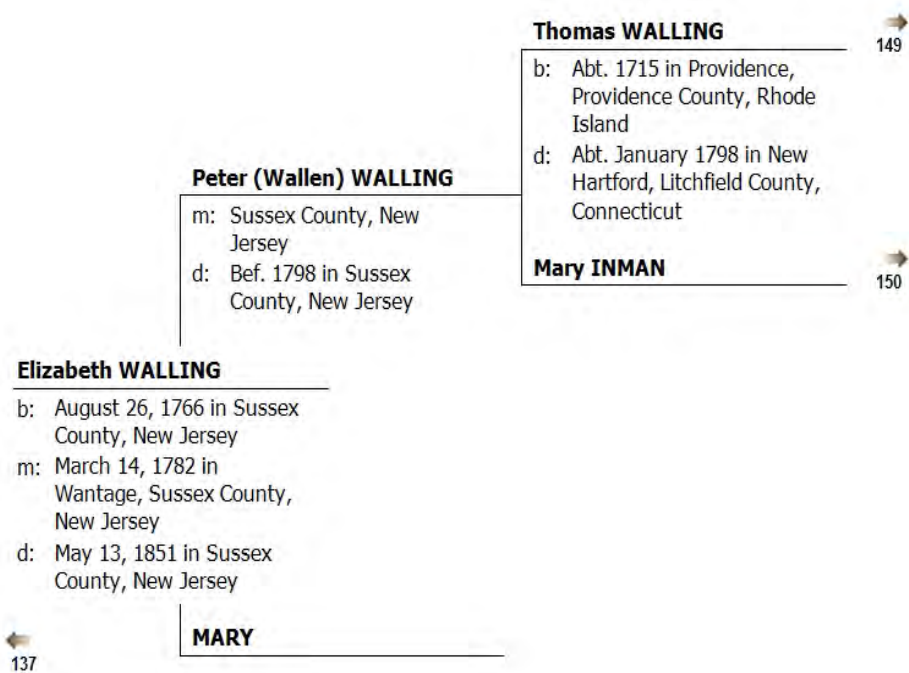 Thomas WALLING
149
b: Abt. 1715 in Providence,
Providence County, Rhode
Island
d: Abt. January 1798 in New
Hartford, Litchfield County,
Connecticut
Peter (Wallen) WALLING
m: Sussex County, New
Jersey
d: Bef. 1798 in Sussex
County, New Jersey
Mary INMAN
150
Elizabeth WALLING
b: August 26, 1766 in Sussex
County, New Jersey
m: March 14, 1782 in
Wantage, Sussex County,
New Jersey
d: May 13, 1851 in Sussex
County, New Jersey
MARY
137